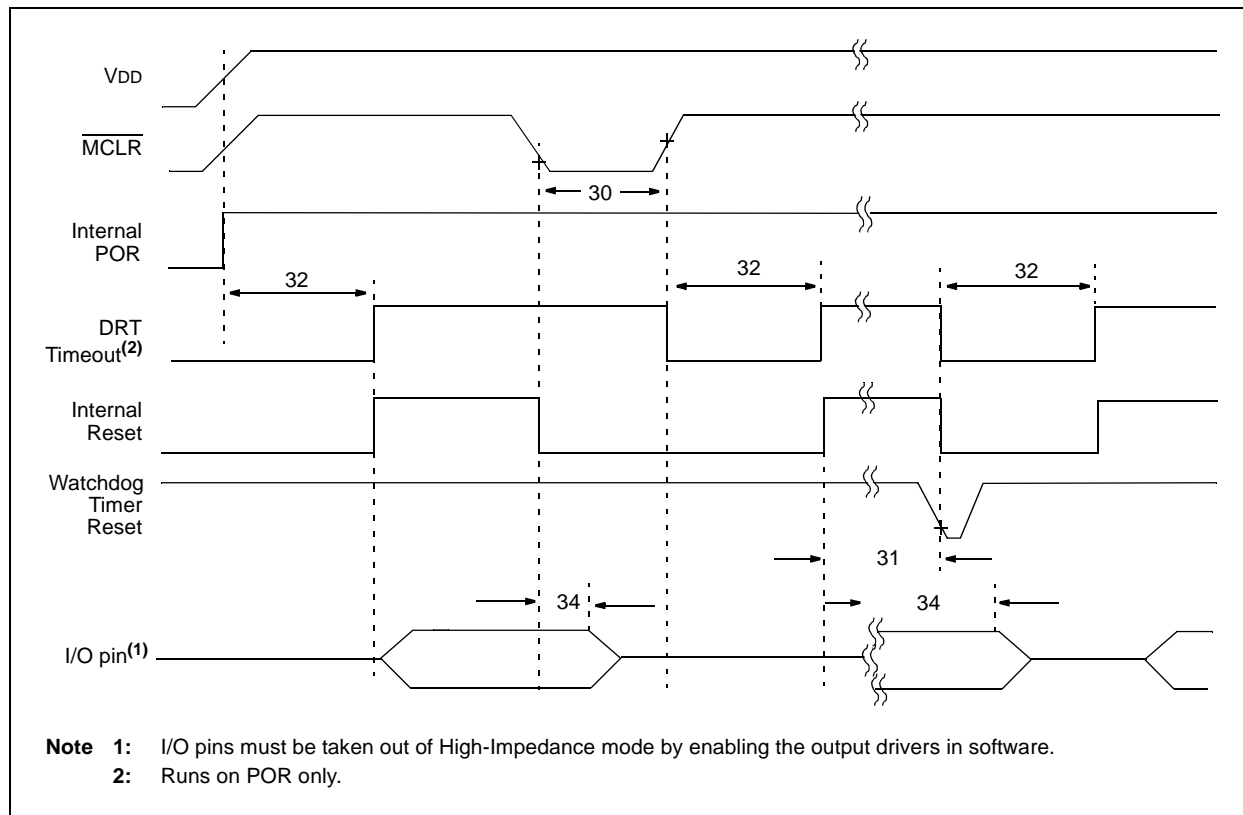 VDD
MCLR
30
Internal
POR
32
32
32
DRT
Timeout(2)
Internal
Reset
Watchdog
Timer
Reset
31
34
34
I/O pin(1)
Note 1: I/O pins must be taken out of High-Impedance mode by enabling the output drivers in software.
2: Runs on POR only.